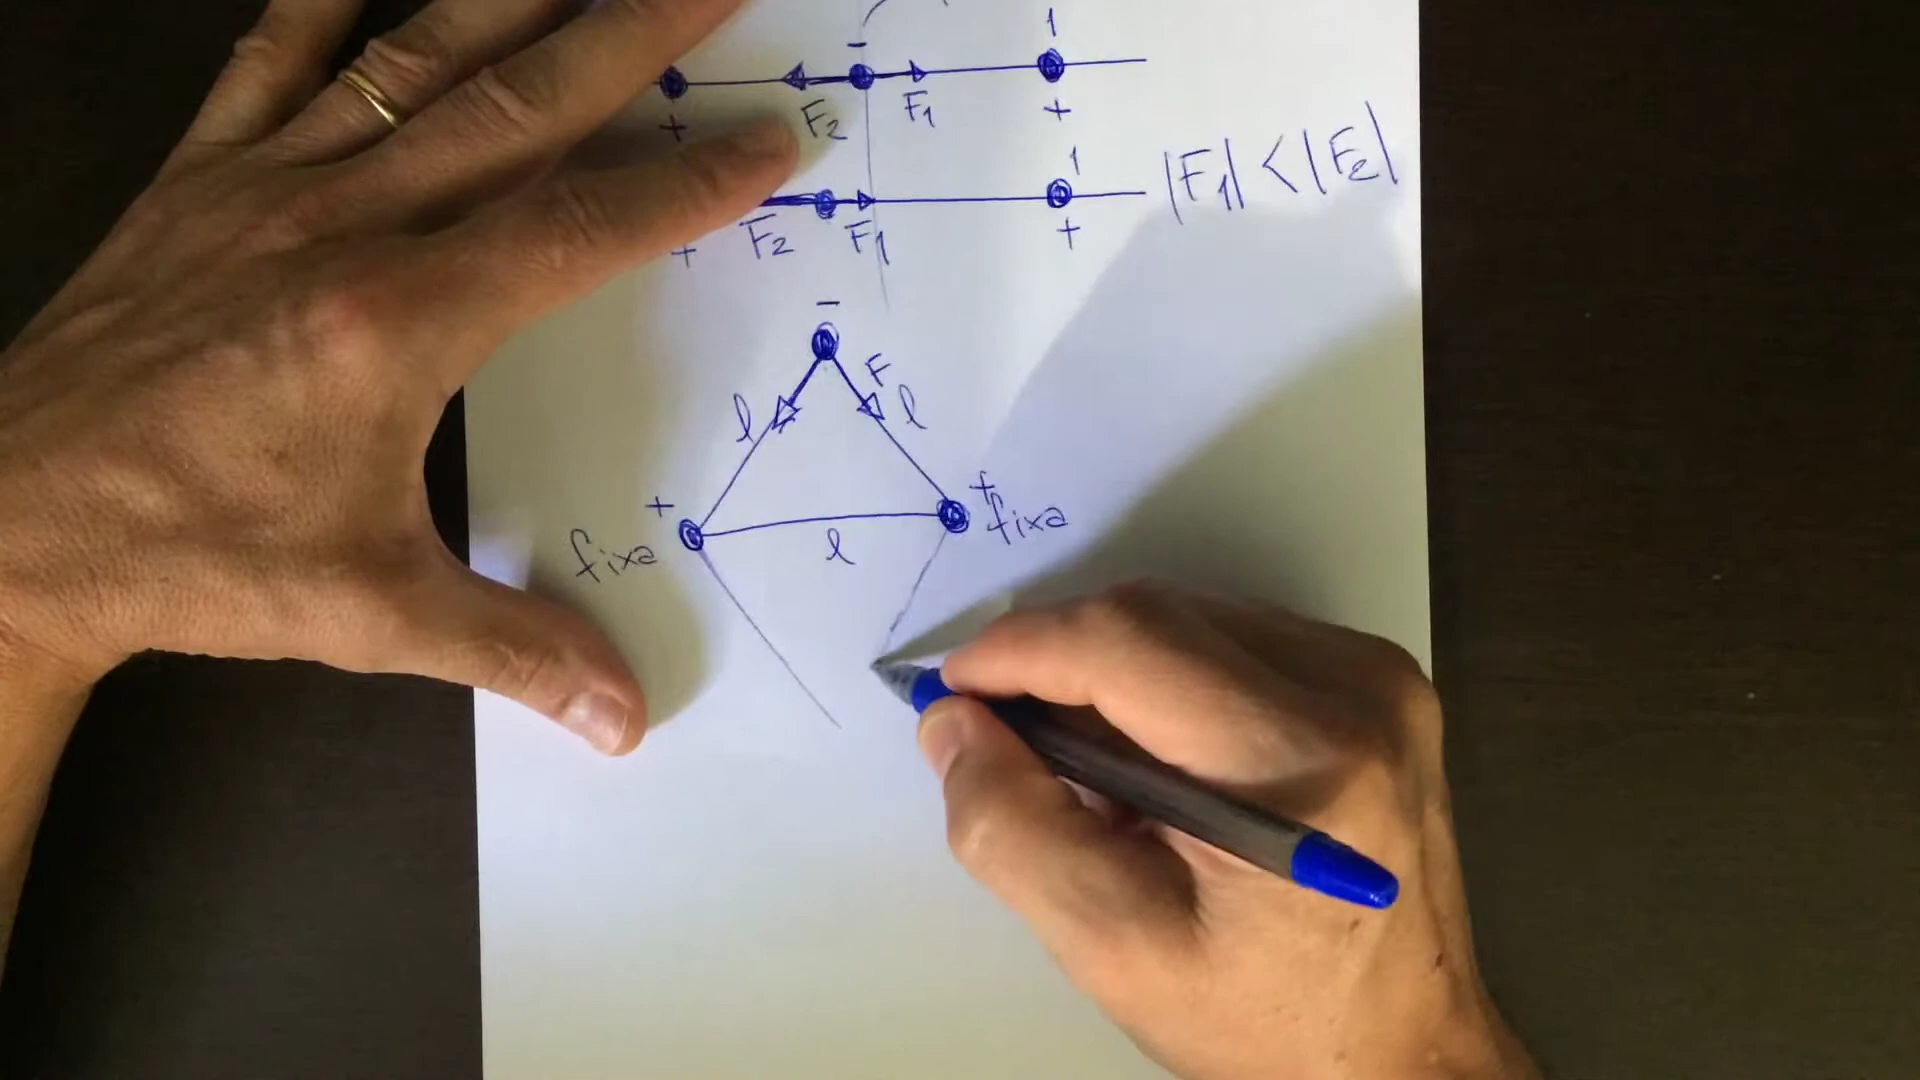 - 1
+ F2 F1 +
1
+ F2 F1 + |F1| < |F2|
-
F
l l
+ +
fixa l fixa